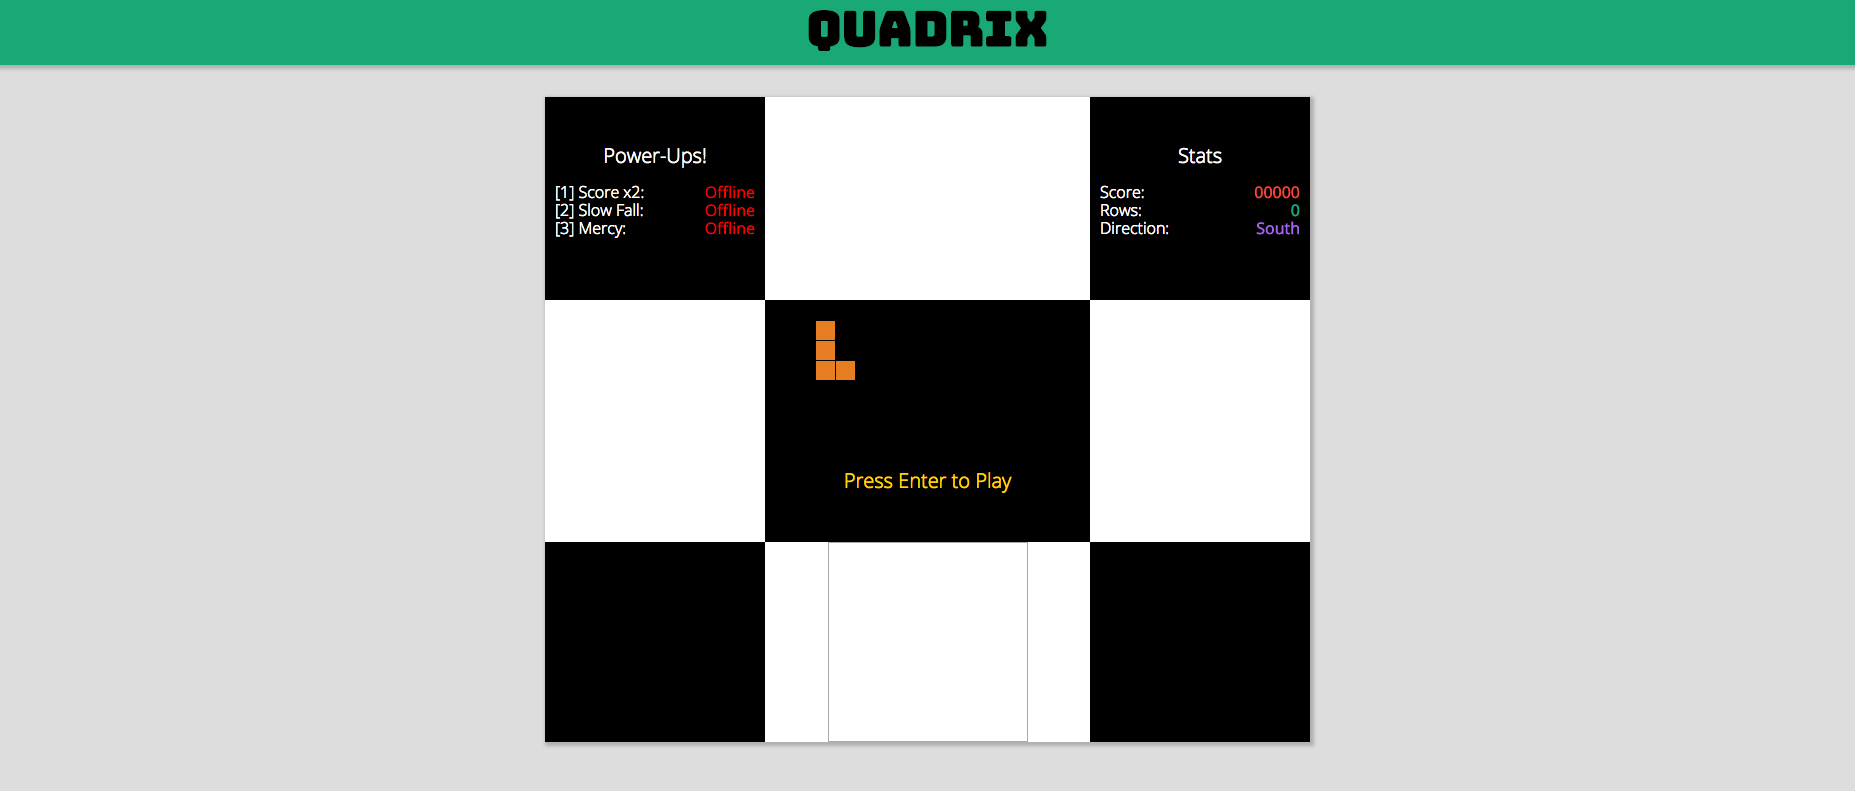 QUADRIX
Power-Ups!
[1] Score x2: Offline
[2] Slow Fall: Offline
[3] Mercy: Offline
Stats
Score: 00000
Rows: 0
Direction: South
Press Enter to Play